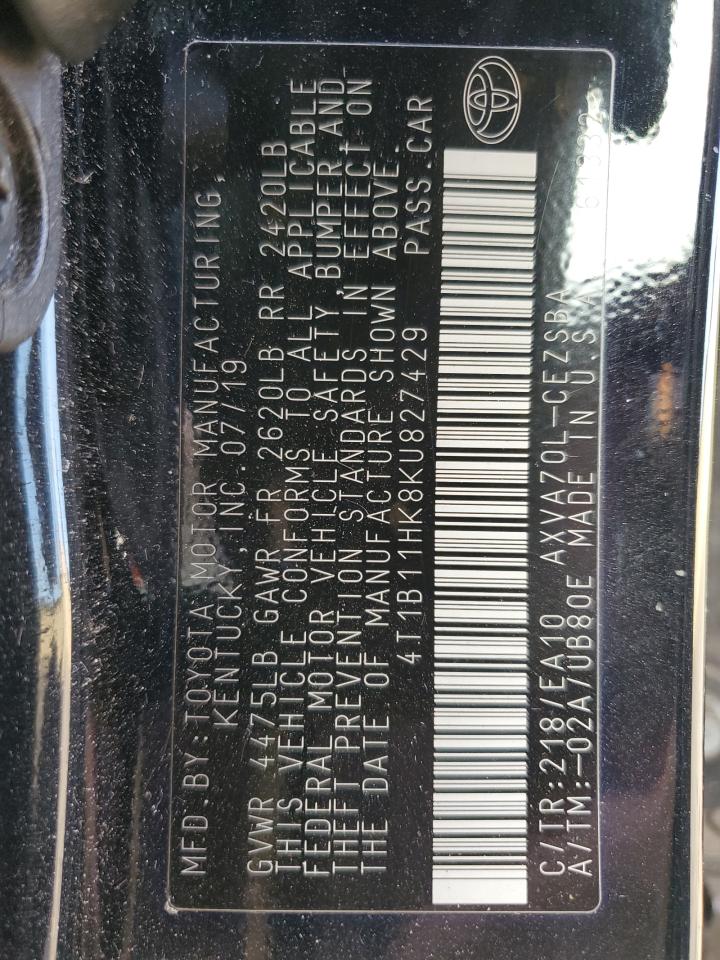 MFD.BY:TOYOTA MOTOR MANUFACTURING,
KENTUCKY,INC.07/19
GVWR 4475LB GAWR FR 2620LB RR 2420LB
THIS VEHICLE CONFORMS TO ALL APPLICABLE
FEDERAL MOTOR VEHICLE SAFETY,BUMPER,AND
THEFT PREVENTION STANDARDS IN EFFECT ON
THE DATE OF MANUFACTURE SHOWN ABOVE.
4T1B11HK8KU827429 PASS.CAR
C/TR:218/EA10 AXVA70L-CEZSBA
A/TM:-02A/UB80E MADE IN U.S.A